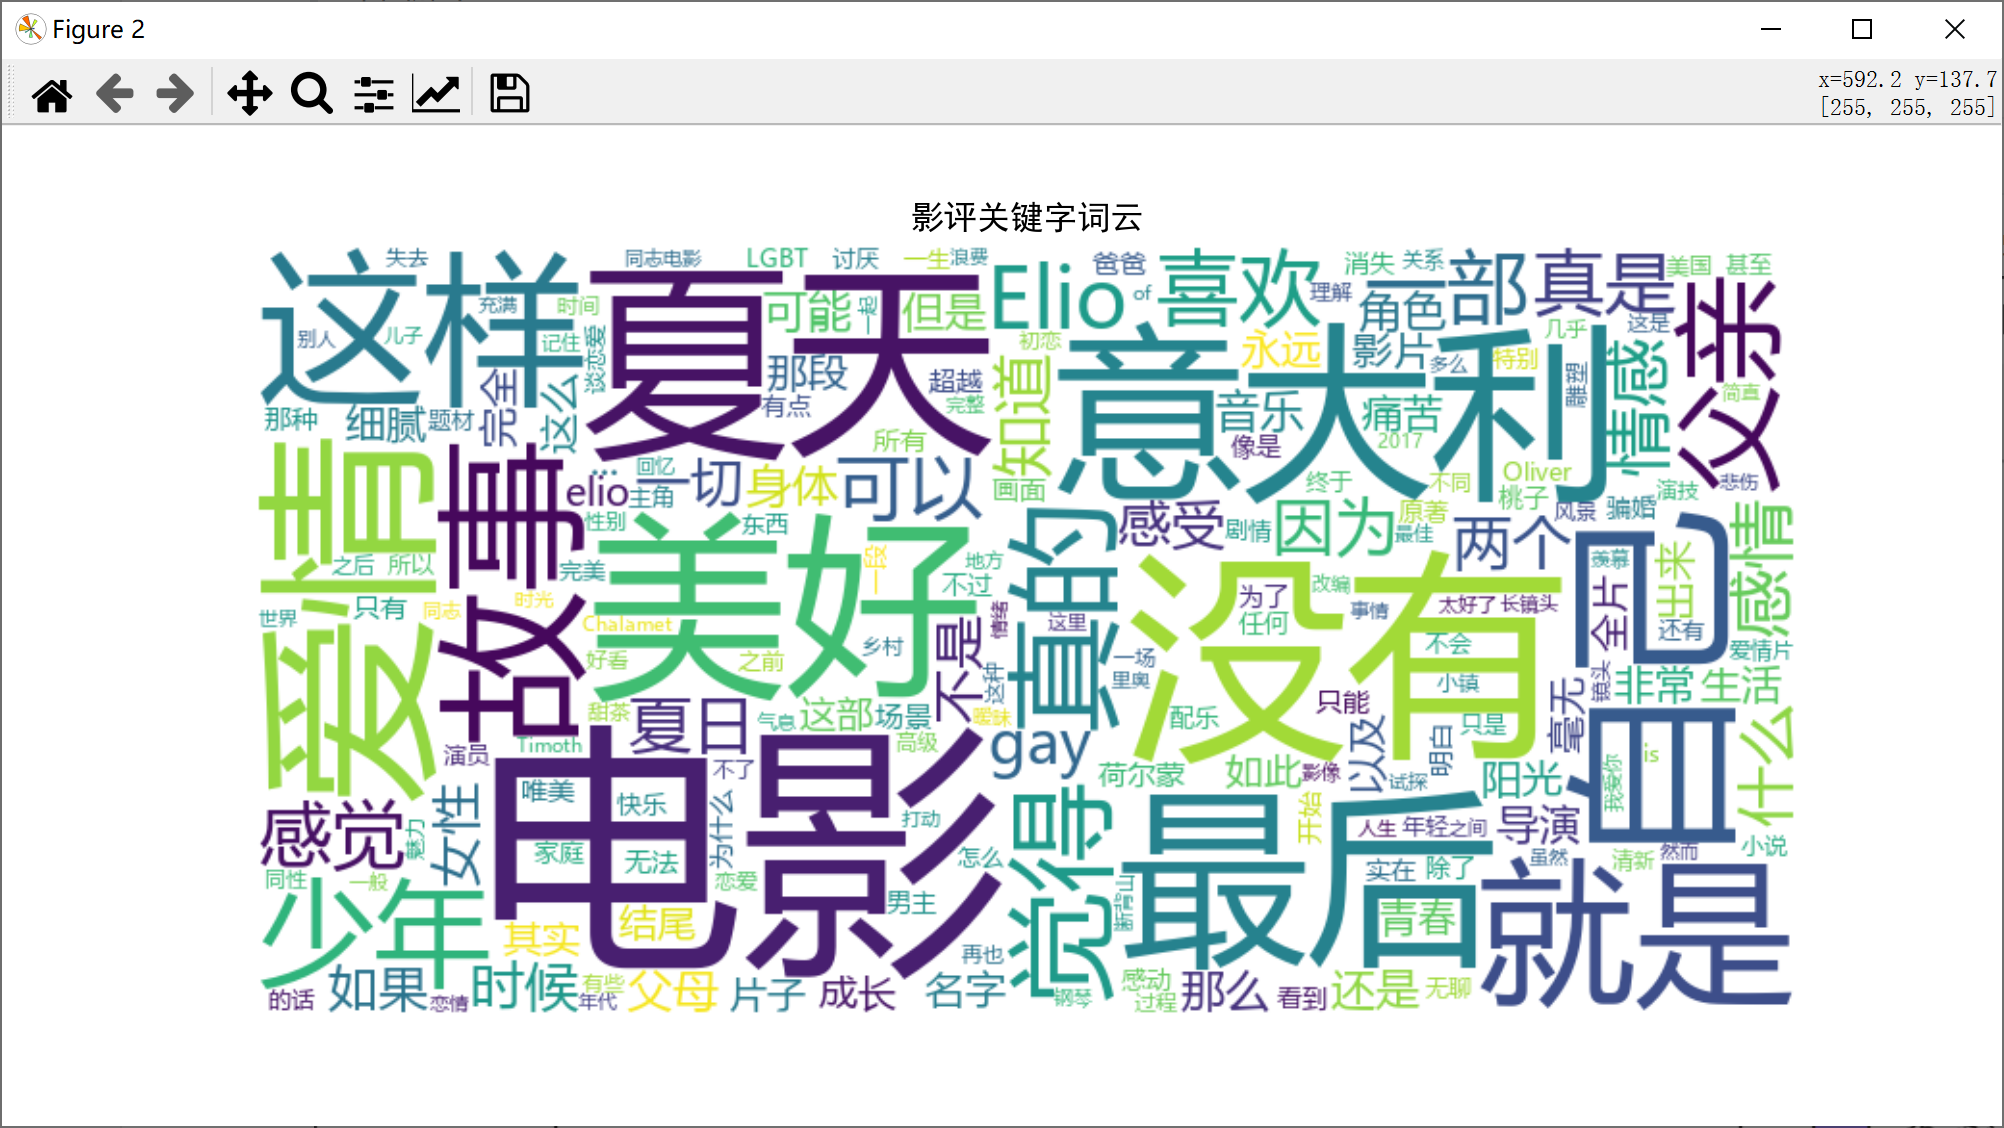 Figure 2
x=592.2 y=137.7
[255, 255, 255]
影评关键字词云
这样
失去
充满
时间
别人
儿子
记住
谈恋爱
那种
细腻
题材
完全
这么
夏天
同志电影
LGBT
讨厌
一生
浪费
可能
一起
但是
那段
有点
超越
完整
所有
Elio
爸爸
of
喜欢
理解
消失
关系
角色
一部
真是
美国
甚至
父亲
初恋
知道
永远
影片
多么
特别
几乎
这是
雕塑
情感
简直
意大利
音乐
像是
痛苦
2017
终于
不同
Oliver
桃子
风景
骗婚
演技
悲伤
爱情
故事
...
elio
回忆
主角
一切
身体
可以
画面
性别
东西
感受
剧情
因为
原著
最佳
两个
自己
羡慕
全片
出来
还有
感情
爱情片
之后
所以
完美
美好
一段
地方
不过
真的
没有
为了
任何
改编
事情
太好了
长镜头
不会
世界
只有
同志
时光
Chalamet
好看
之前
乡村
不是
情绪
这种
这里
一场
里奥
小镇
镜头
非常
生活
甜茶
夏日
气息
这部
场景
暧昧
高级
gay
配乐
只能
以及
明白
只是
毫无
什么
演员
Timoth
电影
不了
荷尔蒙
如此
影像
试探
阳光
is
我爱你
感觉
魅力
女性
唯美
快乐
为什么
打动
家庭
无法
恋爱
怎么
觉得
最后
开始
人生
年轻
之间
导演
虽然
清新
然而
小说
同性
一般
少年
男主
断背山
实在
除了
青春
就是
其实
结尾
再也
的话
如果
恋情
时候
有些
年代
父母
片子
成长
名字
钢琴
感动
过程
那么
看到
还是
无聊